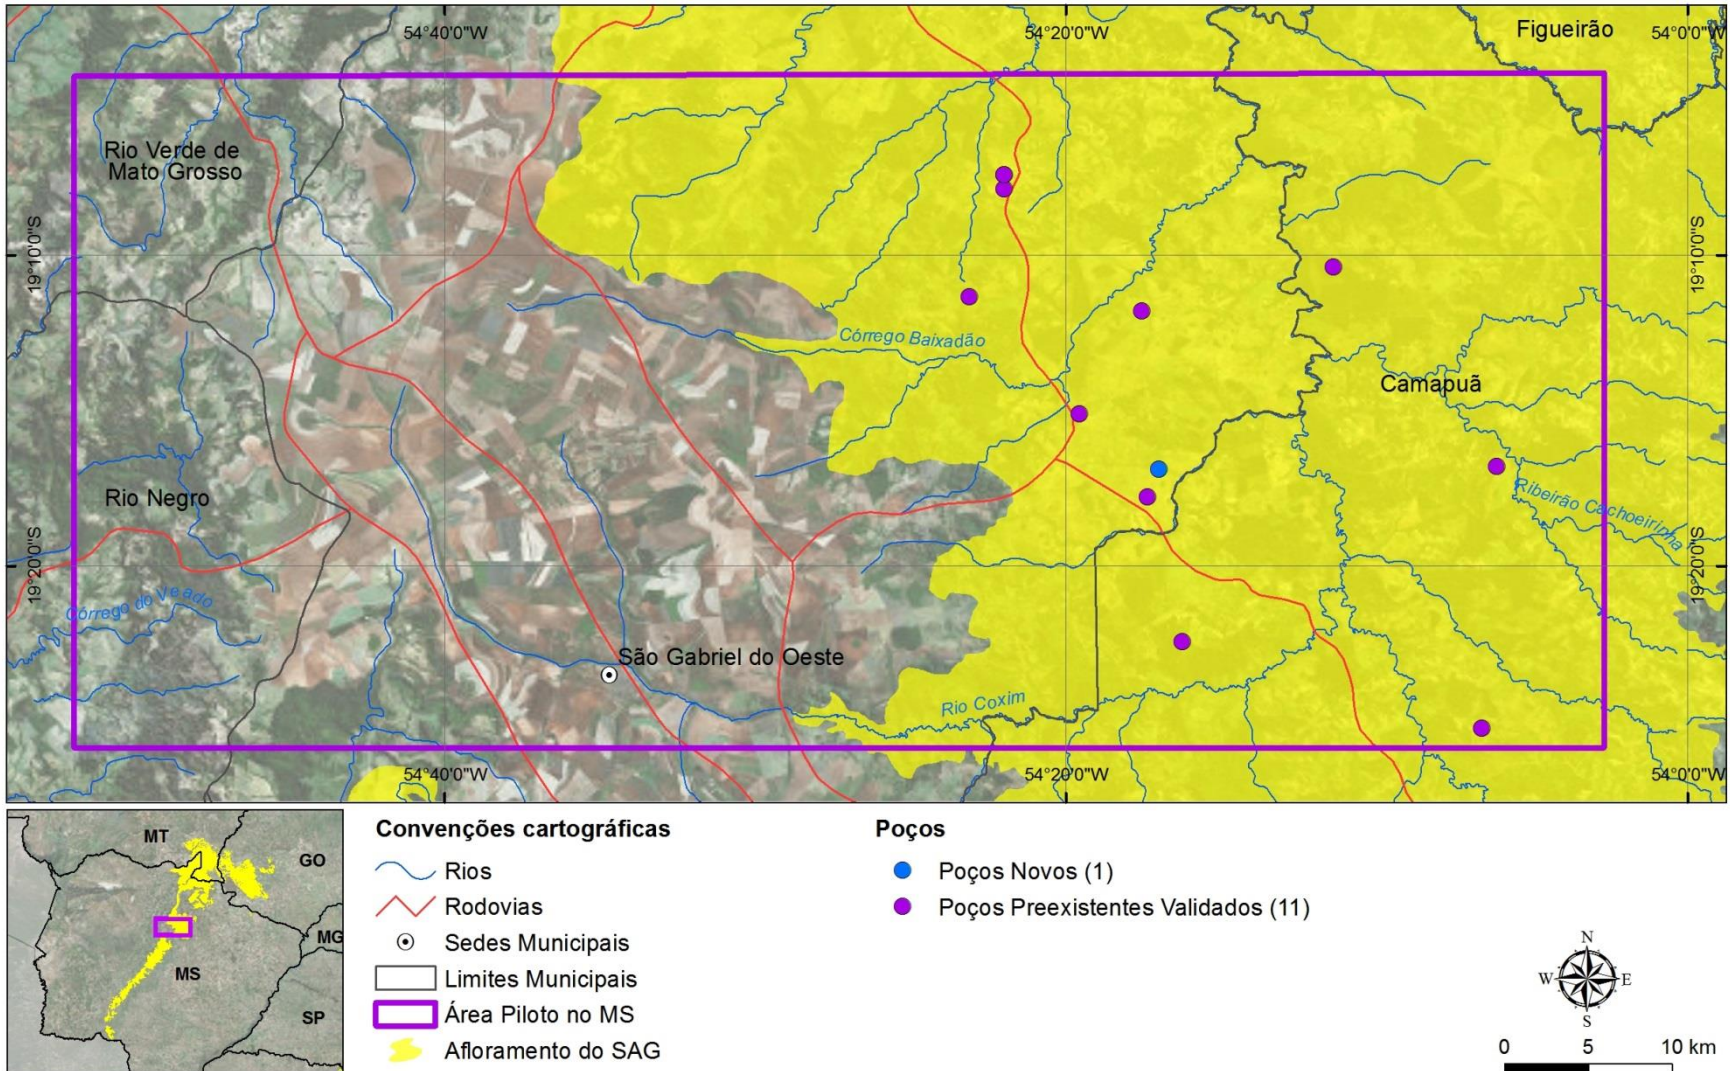 Figueirão
54°40'0"W
54°20'0"W
54°0'0"W
Rio Verde de
Mato Grosso
19°10'0"S
19°10'0"S
Córrego Baixadão
Camapuã
Rio Negro
Ribeirão Cachoeirinha
19°20'0"S
19°20'0"S
Córrego do Veado
São Gabriel do Oeste
Rio Coxim
54°40'0"W
54°20'0"W
54°0'0"W
MT
GO
MG
MS
SP
Convenções cartográficas
Rios
Rodovias
Sedes Municipais
Limites Municipais
Área Piloto no MS
Afloramento do SAG
Poços
Poços Novos (1)
Poços Preexistentes Validados (11)
N
W
E
S
0 5 10 km